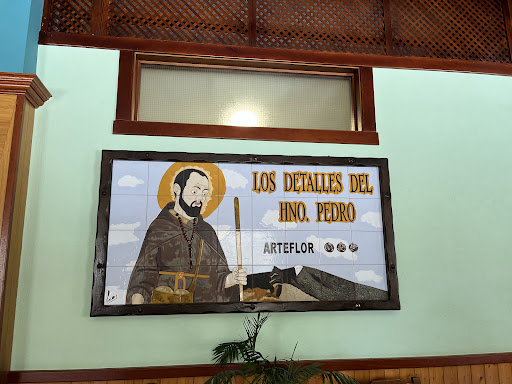 LOS DETALLES DEL
HNO. PEDRO
ARTEFLOR